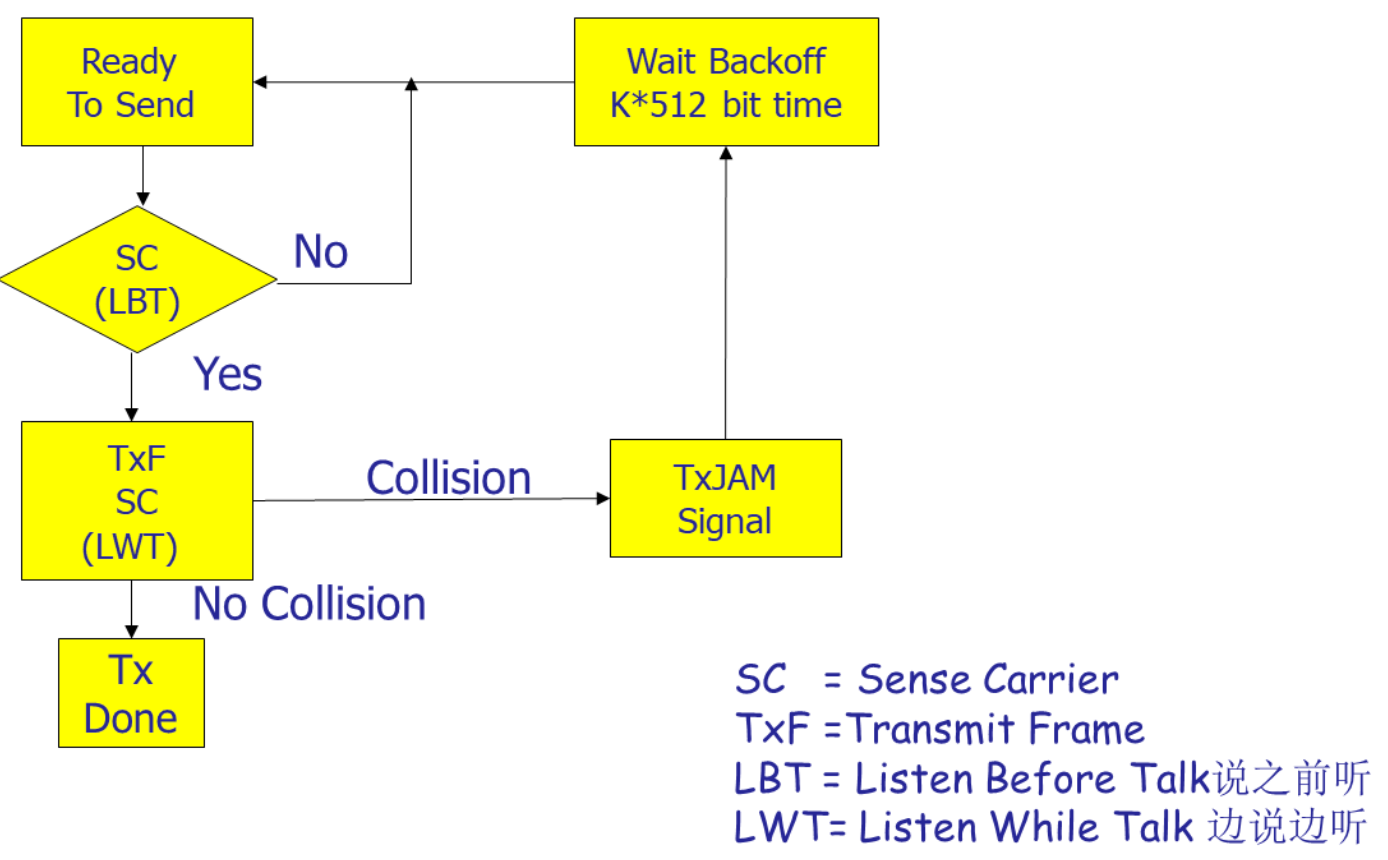 Ready
To Send
Wait Backoff
K*512 bit time
SC
(LBT)
No
Yes
TxF
SC
(LWT)
Collision
TxJAM
Signal
No Collision
Tx
Done
SC = Sense Carrier
TxF =Transmit Frame
LBT = Listen Before Talk说之前听
LWT= Listen While Talk 边说边听